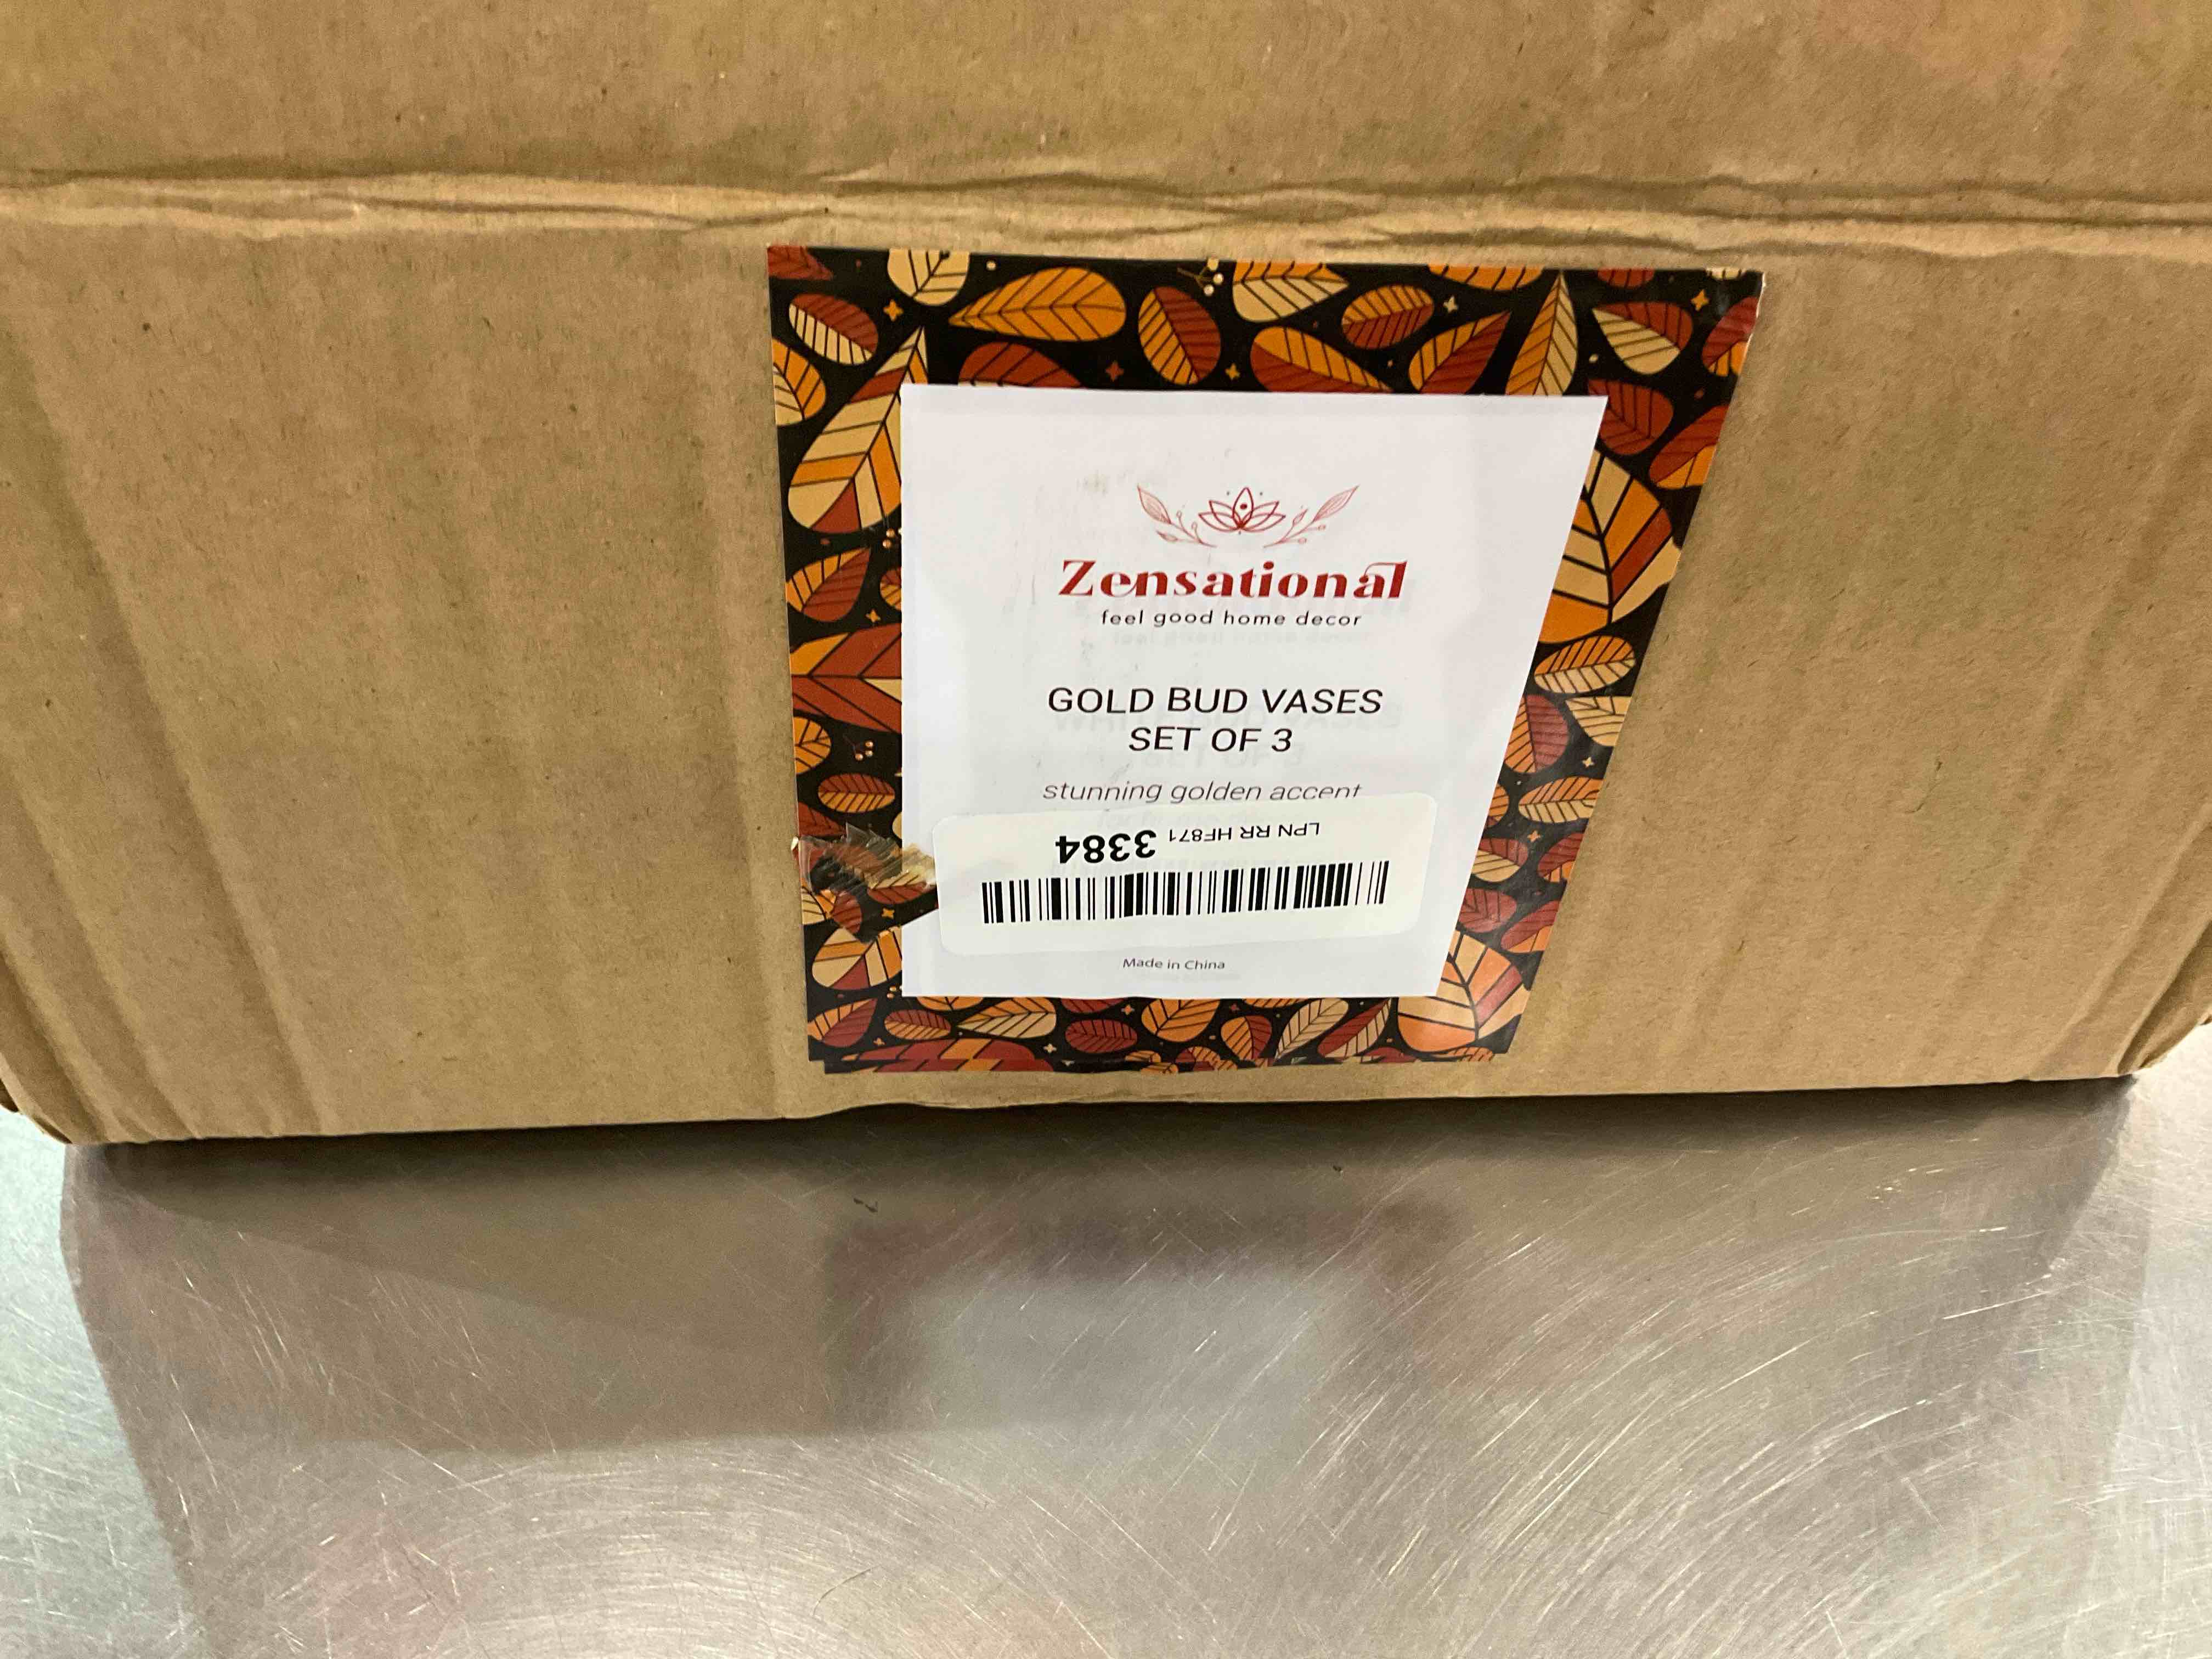 Zensational
feel good home decor
GOLD BUD VASES
SET OF 3
stunning golden accent
LPN RR HF871 3384
Made in China